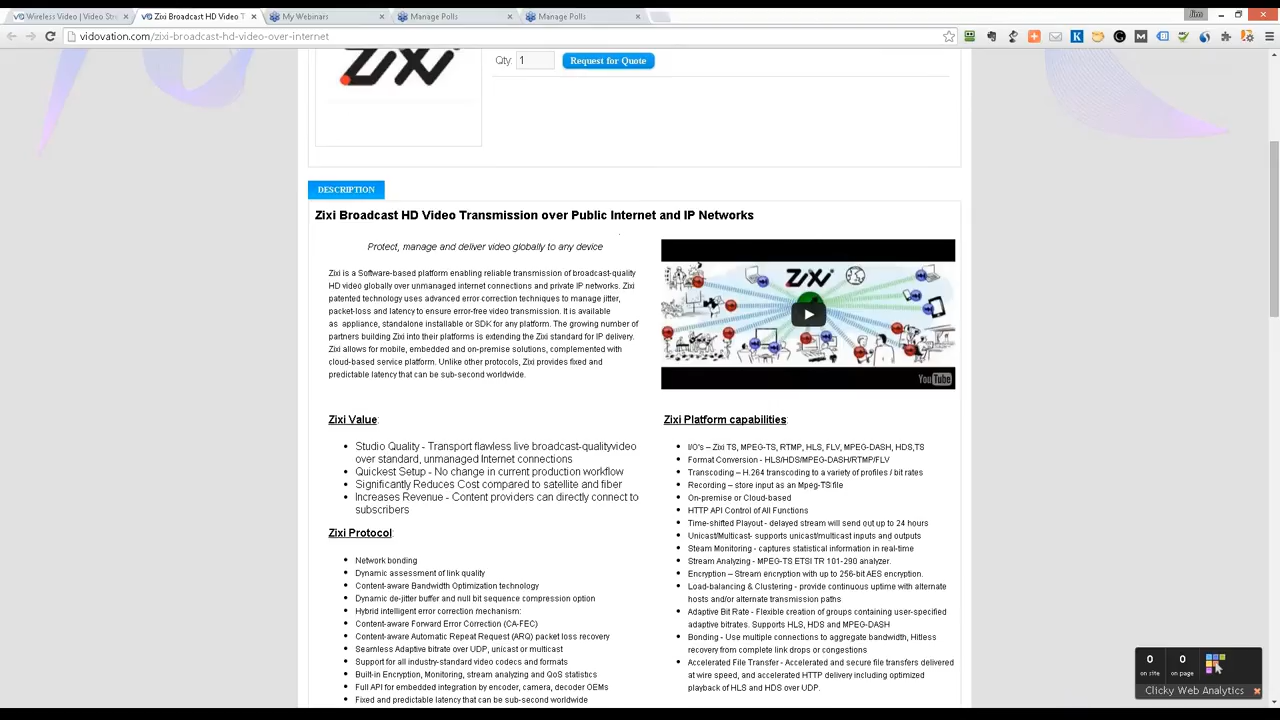 Wireless Video | Video Str
Zixi Broadcast HD Video T
My Webinars
Manage Polls
Manage Polls
Jim
vidovation.com/zixi-broadcast-hd-video-over-internet
ZiXi
Qty: 1 Request for Quote
DESCRIPTION
Zixi Broadcast HD Video Transmission over Public Internet and IP Networks
Protect, manage and deliver video globally to any device
Zixi is a Software-based platform enabling reliable transmission of broadcast-quality
HD video globally over unmanaged internet connections and private IP networks. Zixi
patented technology uses advanced error correction techniques to manage jitter,
packet-loss and latency to ensure error-free video transmission. It is available
as appliance, standalone installable or SDK for any platform. The growing number of
partners building Zixi into their platforms is extending the Zixi standard for IP delivery.
Zixi allows for mobile, embedded and on-premise solutions, complemented with
cloud-based service platform. Unlike other protocols, Zixi provides fixed and
predictable latency that can be sub-second worldwide.
ZiXi
YouTube
Zixi Value:
• Studio Quality - Transport flawless live broadcast-qualityvideo
over standard, unmanaged Internet connections
• Quickest Setup - No change in current production workflow
• Significantly Reduces Cost compared to satellite and fiber
• Increases Revenue - Content providers can directly connect to
subscribers
Zixi Protocol:
• Network bonding
• Dynamic assessment of link quality
• Content-aware Bandwidth Optimization technology
• Dynamic de-jitter buffer and null bit sequence compression option
• Hybrid intelligent error correction mechanism:
• Content-aware Forward Error Correction (CA-FEC)
• Content-aware Automatic Repeat Request (ARQ) packet loss recovery
• Seamless Adaptive bitrate over UDP, unicast or multicast
• Support for all industry-standard video codecs and formats
• Built-in Encryption, Monitoring, stream analyzing and QoS statistics
• Full API for embedded integration by encoder, camera, decoder OEMs
• Fixed and predictable latency that can be sub-second worldwide
Zixi Platform capabilities:
• I/O's – Zixi TS, MPEG-TS, RTMP, HLS, FLV, MPEG-DASH, HDS,TS
• Format Conversion - HLS/HDS/MPEG-DASH/RTMP/FLV
• Transcoding – H.264 transcoding to a variety of profiles / bit rates
• Recording – store input as an Mpeg-TS file
• On-premise or Cloud-based
• HTTP API Control of All Functions
• Time-shifted Playout - delayed stream will send out up to 24 hours
• Unicast/Multicast- supports unicast/multicast inputs and outputs
• Steam Monitoring - captures statistical information in real-time
• Stream Analyzing - MPEG-TS ETSI TR 101-290 analyzer.
• Encryption – Stream encryption with up to 256-bit AES encryption.
• Load-balancing & Clustering - provide continuous uptime with alternate
hosts and/or alternate transmission paths
• Adaptive Bit Rate - Flexible creation of groups containing user-specified
adaptive bitrates. Supports HLS, HDS and MPEG-DASH
• Bonding - Use multiple connections to aggregate bandwidth, Hitless
recovery from complete link drops or congestions
• Accelerated File Transfer - Accelerated and secure file transfers delivered
at wire speed, and accelerated HTTP delivery including optimized
playback of HLS and HDS over UDP.
0 0
on site on page
Clicky Web Analytics